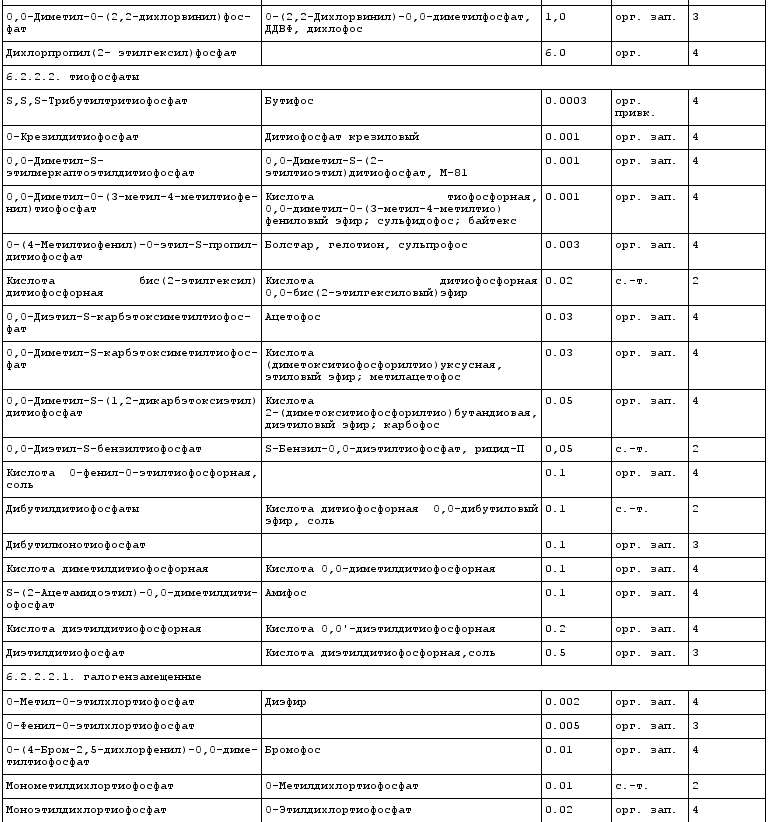 0,0-Диметил-0-(2,2-дихлорвинил)фос- 0-(2,2-Дихлорвинил)-0,0-диметилфосфат, 1,0 орг. зап. 3
фат ДДВФ, дихлофос
Дихлорпропил(2- этилгексил)фосфат 6.0 орг. 4
6.2.2.2. тиофосфаты
S,S,S-Трибутилтритиофосфат Бутифос 0.0003 орг. 4
привк.
0-Крезилдитиофосфат Дитиофосфат крезиловый 0.001 орг. зап. 4
0,0-Диметил-S- 0,0-Диметил-S-(2- 0.001 орг. зап. 4
этилмеркаптоэтилдитиофосфат этилтиоэтил)дитиофосфат, М-81
0,0-Диметил-0-(3-метил-4-метилтиофе- Кислота тиофосфорная, 0.001 орг. зап. 4
нил)тиофосфат 0,0-диметил-0-(3-метил-4-метилтио)
фениловый эфир; сульфидофос; байтекс
0-(4-Метилтиофенил)-0-этил-S-пропил- Болстар, гелотион, сульпрофос 0.003 орг. зап. 4
дитиофосфат
Кислота бис(2-этилгексил) Кислота дитиофосфорная 0.02 с.-т. 2
дитиофосфорная 0,0-бис(2-этилгексиловый)эфир
0,0-Диэтил-S-карбэтоксиметилтиофос- Ацетофос 0.03 орг. зап. 4
фат
0,0-Диметил-S-карбэтоксиметилтиофос- Кислота 0.03 орг. зап. 4
фат (диметокситиофосфорилтио)уксусная,
этиловый эфир; метилацетофос
0,0-Диметил-S-(1,2-дикарбэтоксиэтил) Кислота 0.05 орг. зап. 4
дитиофосфат 2-(диметокситиофосфорилтио)бутандиовая,
диэтиловый эфир; карбофос
0,0-Диэтил-S-бензилтиофосфат S-Бензил-0,0-диэтилтиофосфат, рицид-П 0,05 с.-т. 2
Кислота 0-фенил-0-этилтиофосфорная, 0.1 орг. зап. 4
соль
Дибутилдитиофосфаты Кислота дитиофосфорная 0,0-дибутиловый 0.1 с.-т. 2
эфир, соль
Дибутилмонотиофосфат 0.1 орг. зап. 3
Кислота диметилдитиофосфорная Кислота 0,0-диметилдитиофосфорная 0.1 орг. зап. 4
S-(2-Ацетамидоэтил)-0,0-диметилдити- Амифос 0.1 орг. зап. 4
офосфат
Кислота диэтилдитиофосфорная Кислота 0,0'-диэтилдитиофосфорная 0.2 орг. зап. 4
Диэтилдитиофосфат Кислота диэтилдитиофосфорная,соль 0.5 орг. зап. 3
6.2.2.2.1. галогензамещенные
0-Метил-0-этилхлортиофосфат Диэфир 0.002 орг. зап. 4
0-Фенил-0-этилхлортиофосфат 0.005 орг. зап. 3
0-(4-Бром-2,5-дихлорфенил)-0,0-диме- Бромофос 0.01 орг. зап. 4
тилтиофосфат
Монометилдихлортиофосфат 0-Метилдихлортиофосфат 0.01 с.-т. 2
Моноэтилдихлортиофосфат 0-Этилдихлортиофосфат 0.02 орг. зап. 4